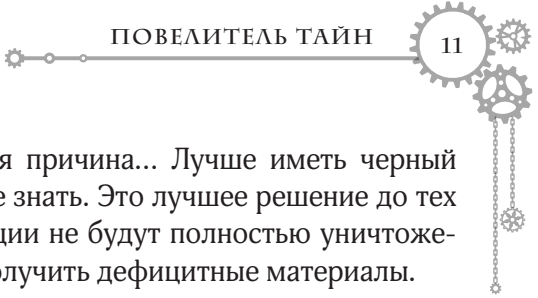 ПОВЕЛИТЕЛЬ ТАЙН
11
я причина... Лучше иметь черный
е знать. Это лучшее решение до тех
ции не будут полностью уничтоже-
олучить дефицитные материалы.